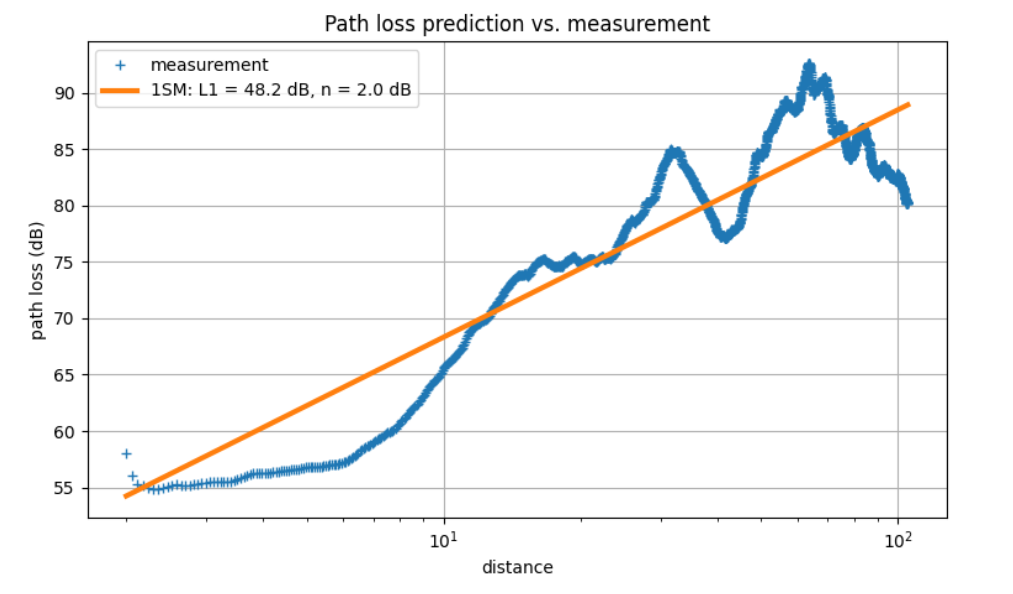 Path loss prediction vs. measurement
measurement
1SM: L1 = 48.2 dB, n = 2.0 dB
path loss (dB)
90
85
80
75
70
65
60
55
10¹
10²
distance